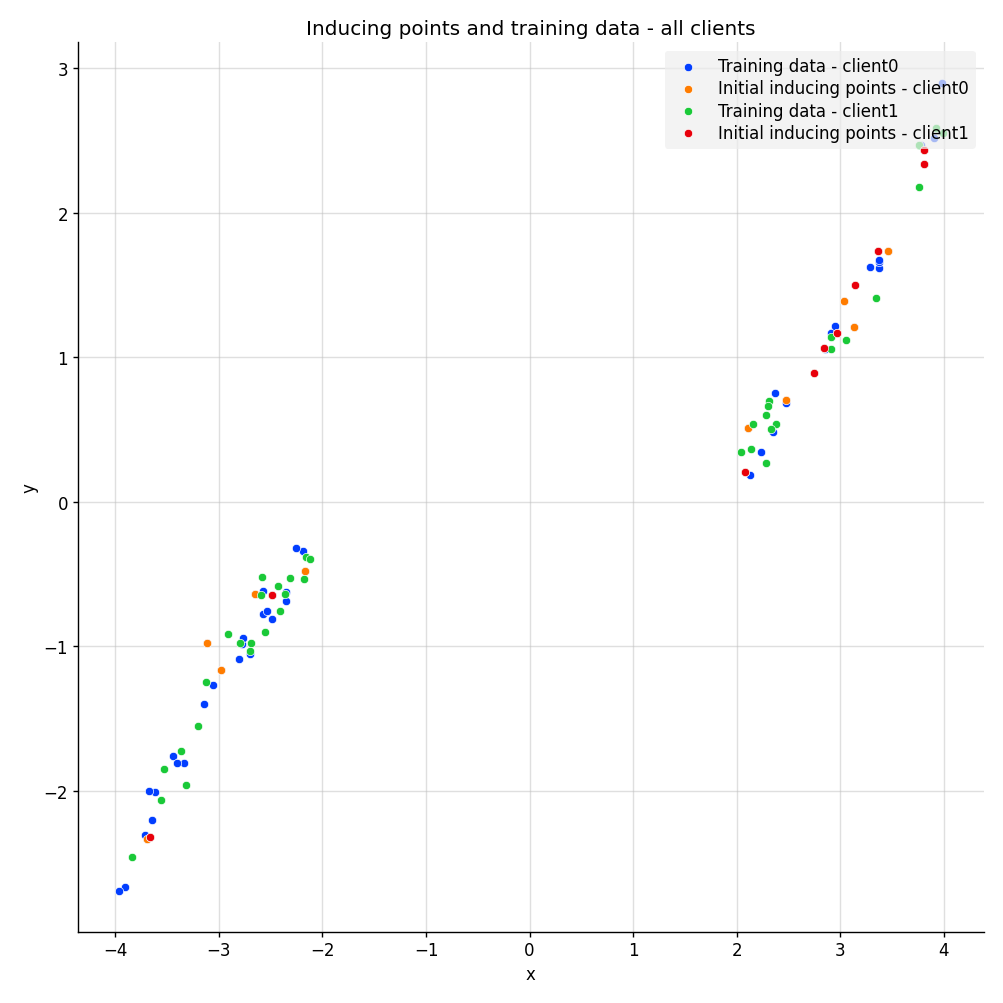 Inducing points and training data - all clients
Training data - client0
Initial inducing points - client0
Training data - client1
Initial inducing points - client1
3
2
1
0
−1
−2
y
−4 −3 −2 −1 0 1 2 3 4
x